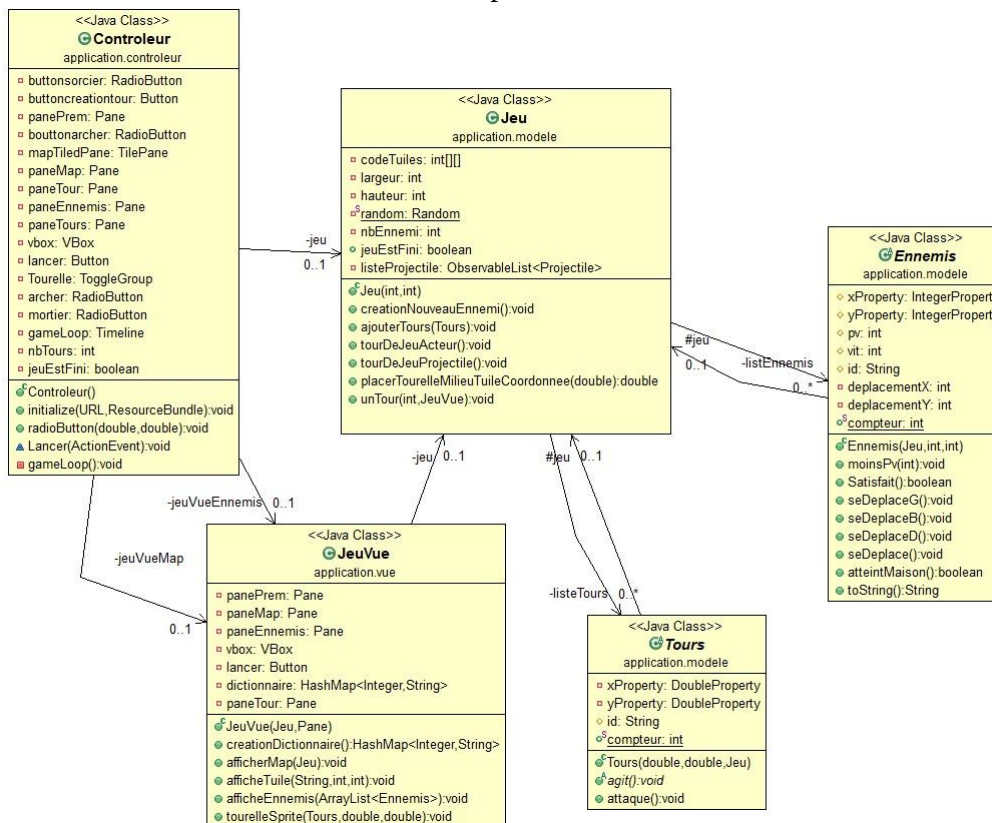 <<Java Class>>
Controleur
application.controleur
buttonsorcier: RadioButton
buttoncreationtour: Button
panePrem: Pane
bouttonarcher: RadioButton
mapTiledPane: TilePane
paneMap: Pane
paneTour: Pane
paneEnnemis: Pane
paneTours: Pane
vbox: VBox
lancer: Button
Tourelle: ToggleGroup
archer: RadioButton
mortier: RadioButton
gameLoop: Timeline
nbTours: int
jeuEstFini: boolean
Controleur()
initialize(URL,ResourceBundle):void
radioButton(double,double):void
Lancer(ActionEvent):void
gameLoop():void
-jeu
0..1
<<Java Class>>
Jeu
application.modele
codeTuiles: int[][]
largeur: int
hauteur: int
random: Random
nbEnnemi: int
jeuEstFini: boolean
listeProjectile: ObservableList<Projectile>
Jeu(int,int)
creationNouveauEnnemi():void
ajouterTours(Tours):void
tourDeJeuActeur():void
tourDeJeuProjectile():void
placerTourelleMilieuTuileCoordonnee(double):double
unTour(int,JeuVue):void
#jeu
0..1
-listEnnemis
0..*
<<Java Class>>
Ennemis
application.modele
xProperty: IntegerPropert
yProperty: IntegerPropert
pv: int
vit: int
id: String
deplacementX: int
deplacementY: int
compteur: int
Ennemis(Jeu,int,int)
moinsPv(int):void
Satisfait():boolean
seDeplaceG():void
seDeplaceB():void
seDeplaceD():void
seDeplace():void
atteintMaison():boolean
toString():String
-jeuVueEnnemis 0..1
-jeuVueMap
0..1
-jeu 0..1
#jeu 0..1
-listeTours 0..*
<<Java Class>>
JeuVue
application.vue
panePrem: Pane
paneMap: Pane
paneEnnemis: Pane
vbox: VBox
lancer: Button
dictionnaire: HashMap<Integer,String>
paneTour: Pane
JeuVue(Jeu,Pane)
creationDictionnaire():HashMap<Integer,String>
afficherMap(Jeu):void
afficheTuile(String,int,int):void
afficheEnnemis(ArrayList<Ennemis>):void
tourelleSprite(Tours,double,double):void
<<Java Class>>
Tours
application.modele
xProperty: DoubleProperty
yProperty: DoubleProperty
id: String
compteur: int
Tours(double,double,Jeu)
agit():void
attaque():void